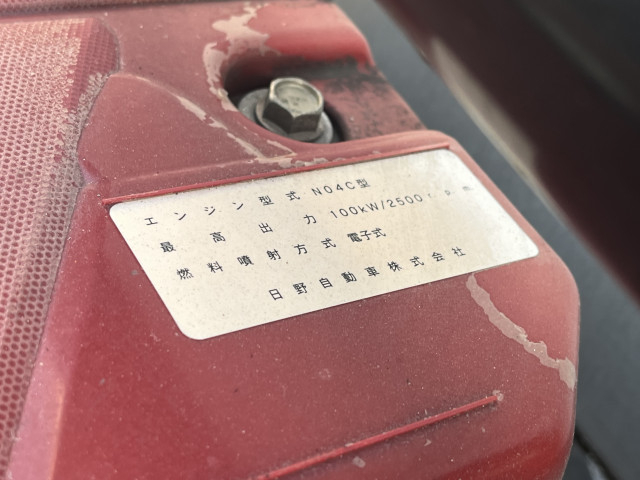 エンジン型式 N04C型
最高出力 100kW/2500rpm
燃料噴射方式 電子式
日野自動車株式会社